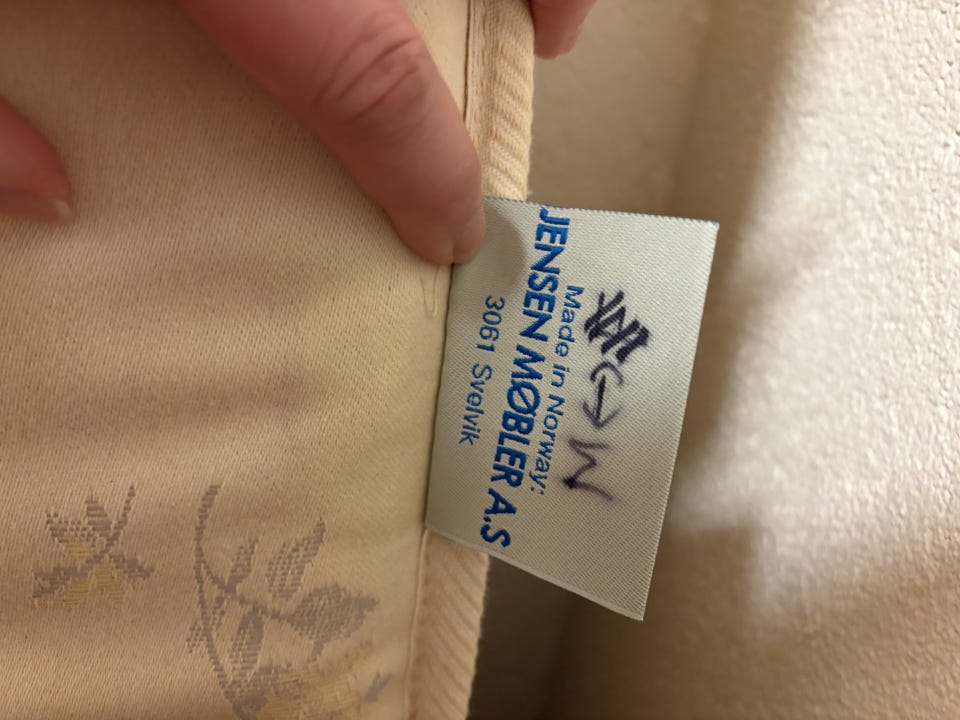 Made in Norway:
JENSEN MØBLER A.S
3061 Svelvik